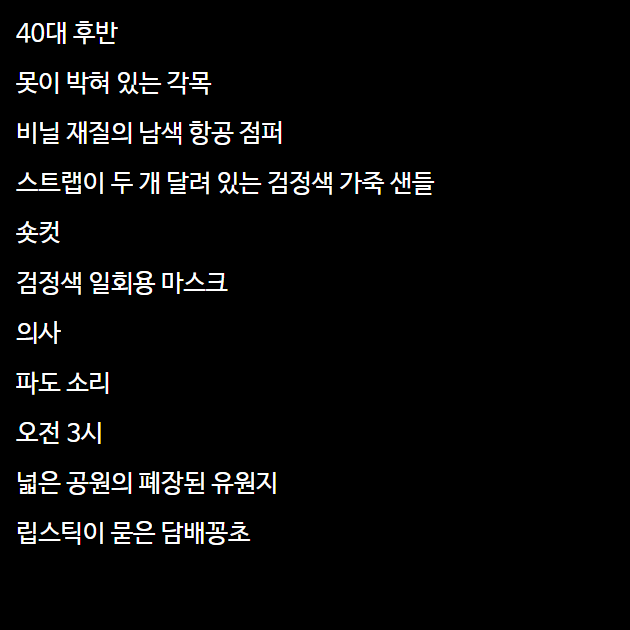 40대 후반
못이 박혀 있는 각목
비닐 재질의 남색 항공 점퍼
스트랩이 두 개 달려 있는 검정색 가죽 샌들
숏컷
검정색 일회용 마스크
의사
파도 소리
오전 3시
넓은 공원의 폐장된 유원지
립스틱이 묻은 담배꽁초